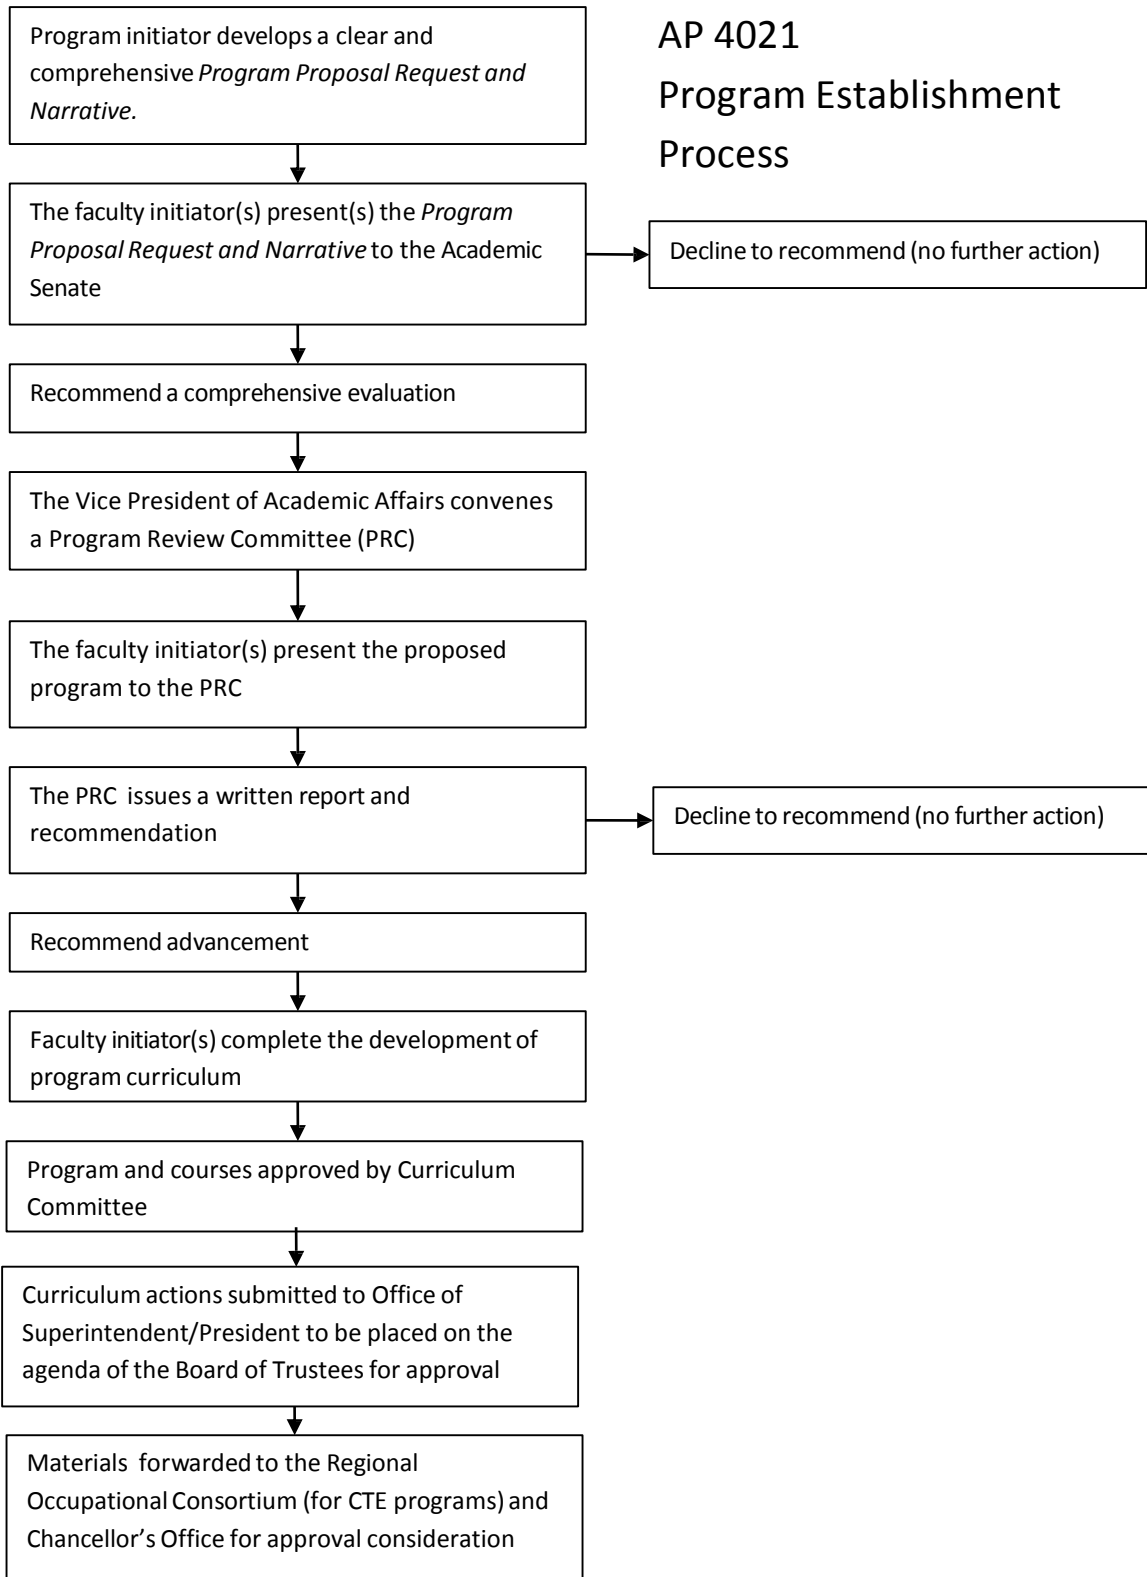 AP 4021
Program Establishment
Process
Program initiator develops a clear and
comprehensive Program Proposal Request and
Narrative.
The faculty initiator(s) present(s) the Program
Proposal Request and Narrative to the Academic
Senate
Decline to recommend (no further action)
Recommend a comprehensive evaluation
The Vice President of Academic Affairs convenes
a Program Review Committee (PRC)
The faculty initiator(s) present the proposed
program to the PRC
The PRC issues a written report and
recommendation
Decline to recommend (no further action)
Recommend advancement
Faculty initiator(s) complete the development of
program curriculum
Program and courses approved by Curriculum
Committee
Curriculum actions submitted to Office of
Superintendent/President to be placed on the
agenda of the Board of Trustees for approval
Materials forwarded to the Regional
Occupational Consortium (for CTE programs) and
Chancellor’s Office for approval consideration